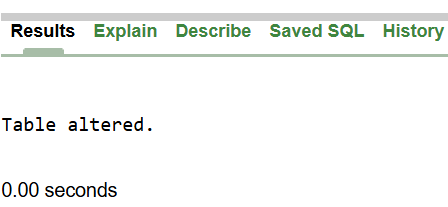 Results Explain Describe Saved SQL History
Table altered.
0.00 seconds